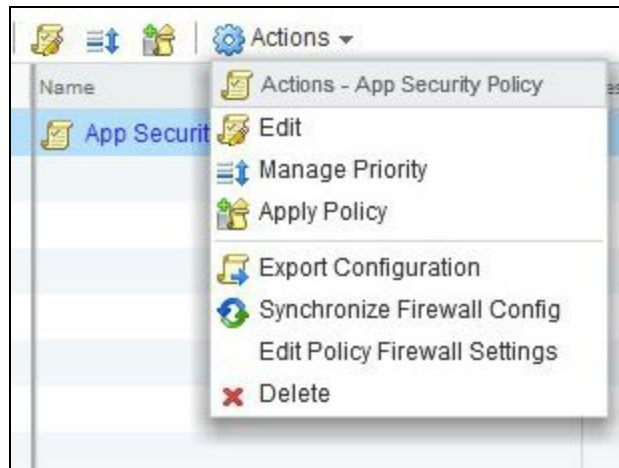 Actions
Name
Actions - App Security Policy
App Securit
Edit
Manage Priority
Apply Policy
Export Configuration
Synchronize Firewall Config
Edit Policy Firewall Settings
Delete